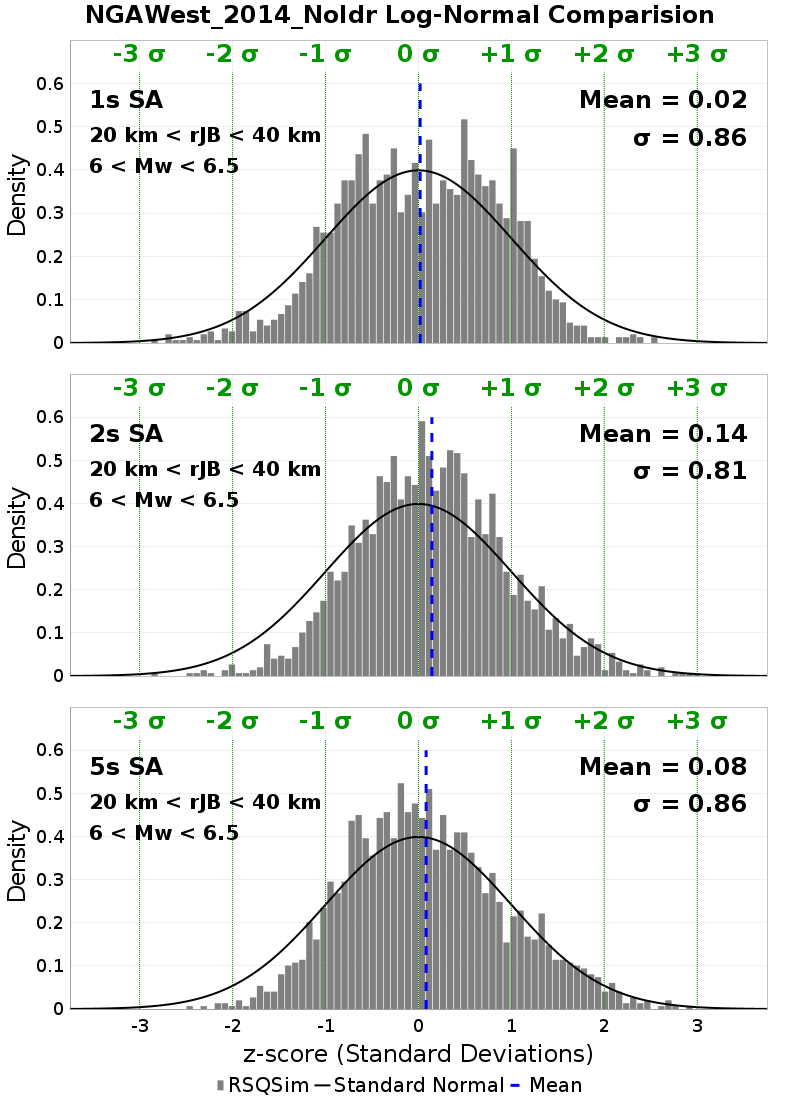 NGAWest_2014_NoIdr Log-Normal Comparision
-3 σ -2 σ -1 σ 0 σ +1 σ +2 σ +3 σ
0.6
1s SA Mean = 0.02
0.5
20 km < rJB < 40 km σ = 0.86
6 < Mw < 6.5
0.4
Density
0.3
0.2
0.1
0
-3 σ -2 σ -1 σ 0 σ +1 σ +2 σ +3 σ
0.6
2s SA Mean = 0.14
0.5
20 km < rJB < 40 km σ = 0.81
6 < Mw < 6.5
0.4
Density
0.3
0.2
0.1
0
-3 σ -2 σ -1 σ 0 σ +1 σ +2 σ +3 σ
0.6
5s SA Mean = 0.08
0.5
20 km < rJB < 40 km σ = 0.86
6 < Mw < 6.5
0.4
Density
0.3
0.2
0.1
0
-3 -2 -1 0 1 2 3
z-score (Standard Deviations)
RSQSim Standard Normal Mean